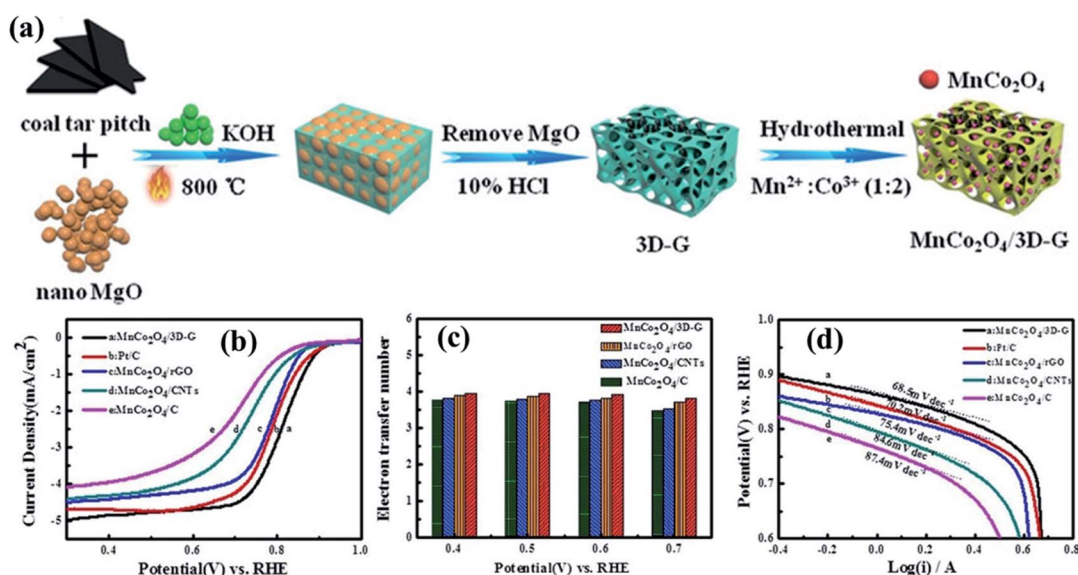 (a)
MnCo₂O₄
coal tar pitch
KOH
Remove MgO
Hydrothermal
+
800 ℃
10% HCl
Mn²⁺ :Co³⁺ (1:2)
3D-G
MnCo₂O₄/3D-G
nano MgO
(b)
a:MnCo₂O₄/3D-G
b:Pt/C
c:MnCo₂O₄/rGO
d:MnCo₂O₄/CNTs
e:MnCo₂O₄/C
e d c b a
0
-1
-2
-3
-4
-5
Current Density(mA/cm²)
0.4 0.6 0.8 1.0
Potential(V) vs. RHE
(c)
MnCo₂O₄/3D-G
MnCo₂O₄/rGO
MnCo₂O₄/CNTs
MnCo₂O₄/C
6
5
4
3
2
1
0
Electron transfer number
0.4 0.5 0.6 0.7
Potential(V) vs. RHE
(d)
a:MnCo₂O₄/3D-G
b:Pt/C
c:MnCo₂O₄/rGO
d:MnCo₂O₄/CNTs
e:MnCo₂O₄/C
a
b
c
d
e
68.5mV dec⁻¹
70.2mV dec⁻¹
75.4mV dec⁻¹
84.6mV dec⁻¹
87.4mV dec⁻¹
1.0
0.9
0.8
0.7
0.6
Potential(V) vs. RHE
-0.4 0.0 0.4 0.8
Log(i) / A